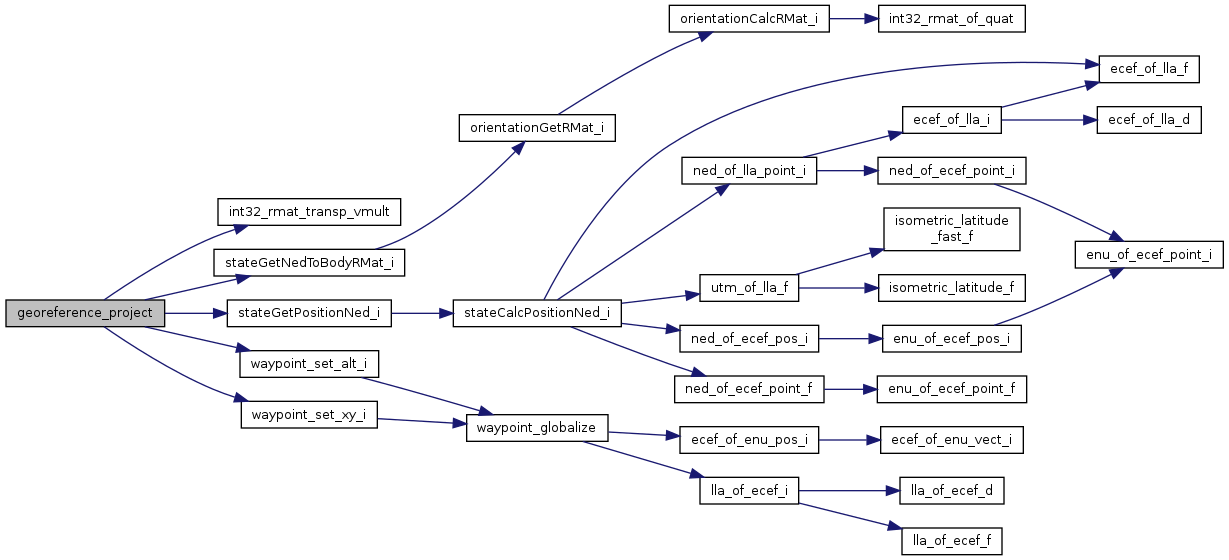 georeference_project
int32_rmat_transp_vmult
stateGetNedToBodyRMat_i
stateGetPositionNed_i
waypoint_set_alt_i
waypoint_set_xy_i
orientationGetRMat_i
stateCalcPositionNed_i
waypoint_globalize
orientationCalcRMat_i
ned_of_lla_point_i
utm_of_lla_f
ned_of_ecef_pos_i
ned_of_ecef_point_f
ecef_of_enu_pos_i
lla_of_ecef_i
int32_rmat_of_quat
ecef_of_lla_i
ned_of_ecef_point_i
isometric_latitude
_fast_f
isometric_latitude_f
enu_of_ecef_pos_i
enu_of_ecef_point_f
ecef_of_enu_vect_i
lla_of_ecef_d
lla_of_ecef_f
ecef_of_lla_f
ecef_of_lla_d
enu_of_ecef_point_i